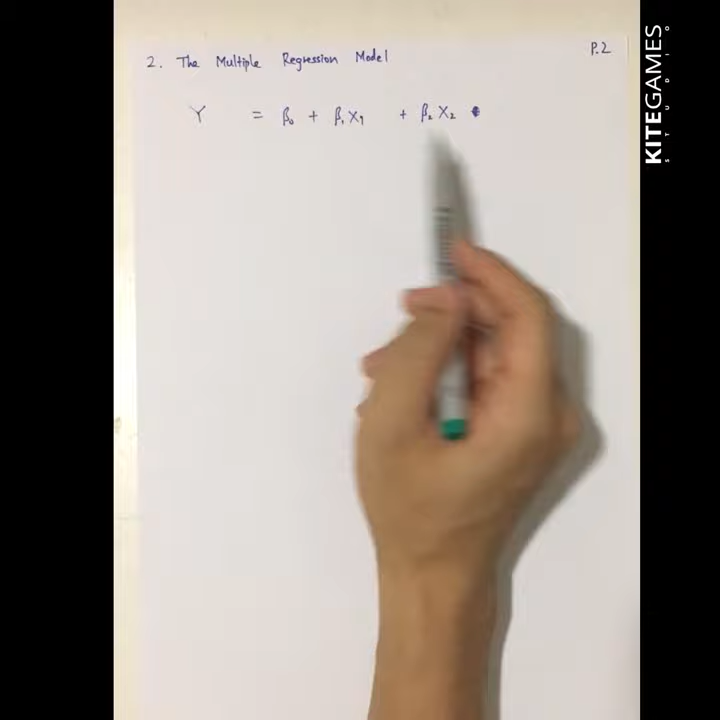 P.2
2. The Multiple Regression Model
Y = β₀ + β₁X₁ + β₂X₂
KITEGAMES
STUDIO